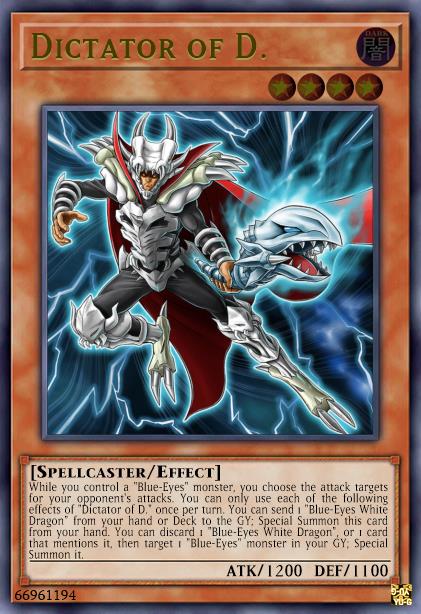 DICTATOR OF D.
DARK
闇
[SPELLCASTER/EFFECT]
While you control a "Blue-Eyes" monster, you choose the attack targets
for your opponent's attacks. You can only use each of the following
effects of "Dictator of D." once per turn. You can send 1 "Blue-Eyes White
Dragon" from your hand or Deck to the GY; Special Summon this card
from your hand. You can discard 1 "Blue-Eyes White Dragon", or 1 card
that mentions it, then target 1 "Blue-Eyes" monster in your GY; Special
Summon it.
ATK/1200 DEF/1100
66961194